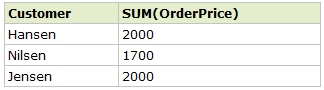 Customer SUM(OrderPrice)
Hansen 2000
Nilsen 1700
Jensen 2000